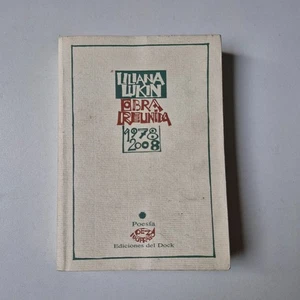 LILIANA
LUKIN
OBRA
REUNIDA
1978
2008
Poesía
Ediciones del Dock